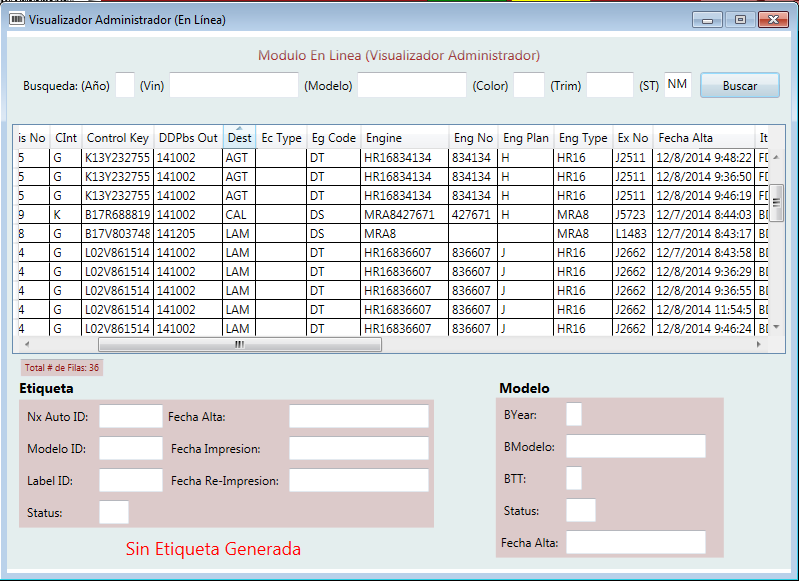 Visualizador Administrador (En Línea)
Modulo En Linea (Visualizador Administrador)
Busqueda: (Año) (Vin) (Modelo) (Color) (Trim) (ST) NM Buscar
is No CInt Control Key DDPbs Out Dest Ec Type Eg Code Engine Eng No Eng Plan Eng Type Ex No Fecha Alta It
5 G K13Y232755 141002 AGT DT HR16834134 834134 H HR16 J2511 12/8/2014 9:48:22 FD
5 G K13Y232755 141002 AGT DT HR16834134 834134 H HR16 J2511 12/8/2014 9:36:50 FD
5 G K13Y232755 141002 AGT DT HR16834134 834134 H HR16 J2511 12/8/2014 9:46:19 FD
9 K B17R688819 141002 CAL DS MRA8427671 427671 H MRA8 J5723 12/7/2014 8:44:03 BD
8 G B17V803748 141205 LAM DS MRA8 MRA8 L1483 12/7/2014 8:43:17 BD
4 G L02V861514 141002 LAM DT HR16836607 836607 J HR16 J2662 12/7/2014 8:43:58 BD
4 G L02V861514 141002 LAM DT HR16836607 836607 J HR16 J2662 12/8/2014 9:36:29 BD
4 G L02V861514 141002 LAM DT HR16836607 836607 J HR16 J2662 12/8/2014 9:36:55 BD
4 G L02V861514 141002 LAM DT HR16836607 836607 J HR16 J2662 12/8/2014 11:54:5 BD
4 G L02V861514 141002 LAM DT HR16836607 836607 J HR16 J2662 12/8/2014 9:46:24 BD
Total # de Filas: 36
Etiqueta
Nx Auto ID: Fecha Alta:
Modelo ID: Fecha Impresion:
Label ID: Fecha Re-Impresion:
Status:
Sin Etiqueta Generada
Modelo
BYear:
BModelo:
BTT:
Status:
Fecha Alta: